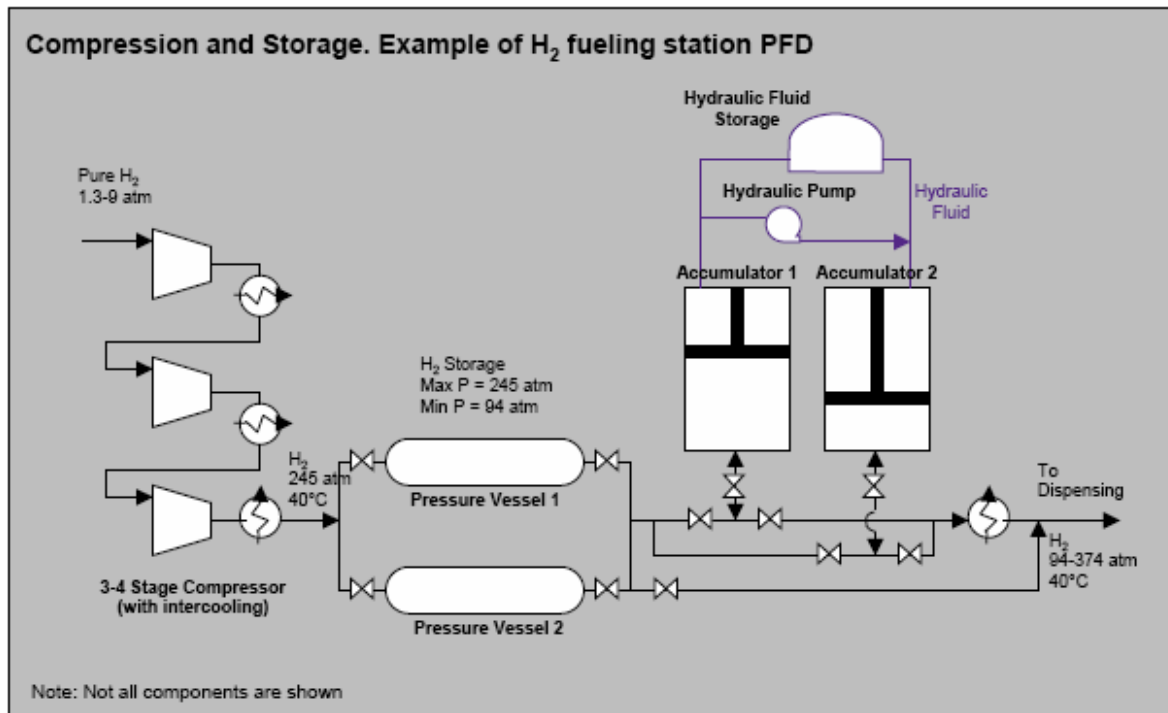 Compression and Storage. Example of H₂ fueling station PFD
Hydraulic Fluid
Storage
Pure H₂
1.3-9 atm
Hydraulic Pump
Hydraulic
Fluid
Accumulator 1
Accumulator 2
H₂ Storage
Max P = 245 atm
Min P = 94 atm
H₂
245 atm
40°C
Pressure Vessel 1
To
Dispensing
H₂
94-374 atm
40°C
3-4 Stage Compressor
(with intercooling)
Pressure Vessel 2
Note: Not all components are shown